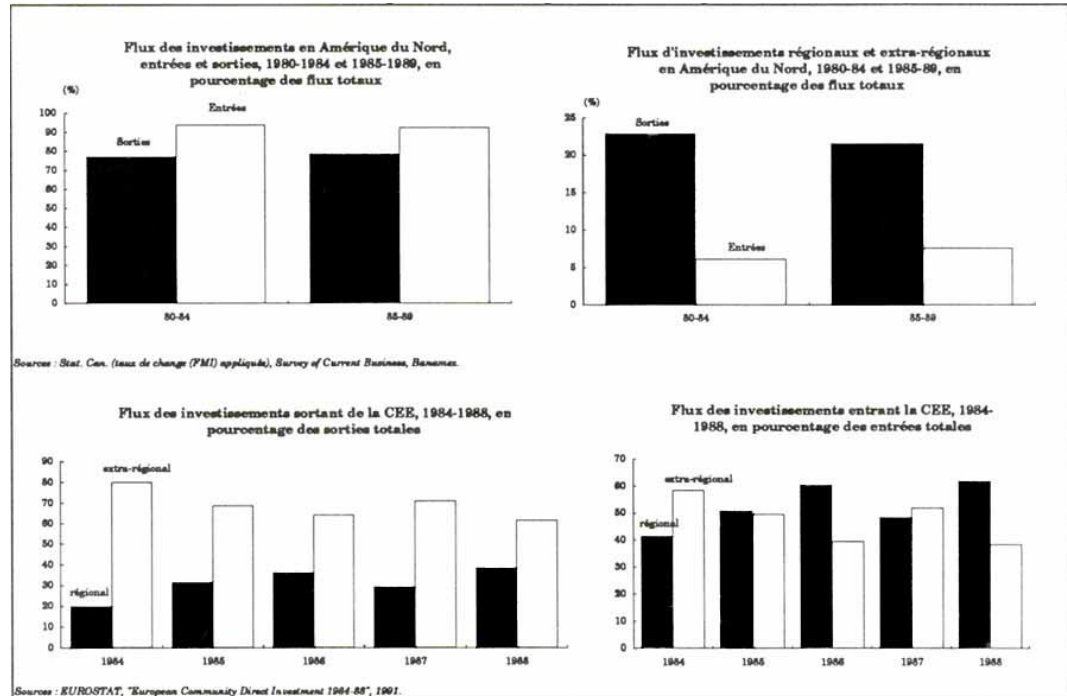 Flux des investissements en Amérique du Nord,
entrées et sorties, 1980-1984 et 1985-1989, en
pourcentage des flux totaux
(%)
100
90
80
70
60
50
40
30
20
10
0
Sorties
Entrées
80-84
85-89
Flux d'investissements régionaux et extra-régionaux
en Amérique du Nord, 1980-84 et 1985-89, en
pourcentage des flux totaux
(%)
25
20
15
10
5
0
Sorties
Entrées
80-84
85-89
Sources : Stat. Can. (taux de change (FMI) appliqués), Survey of Current Business, Banamex.
Flux des investissements sortant de la CEE, 1984-1988, en
pourcentage des sorties totales
90
80
70
60
50
40
30
20
10
0
extra-régional
régional
1984
1985
1986
1987
1988
Flux des investissements entrant la CEE, 1984-
1988, en pourcentage des entrées totales
70
60
50
40
30
20
10
0
extra-régional
régional
1984
1985
1986
1987
1988
Sources : EUROSTAT, "European Community Direct Investment 1984-88", 1991.